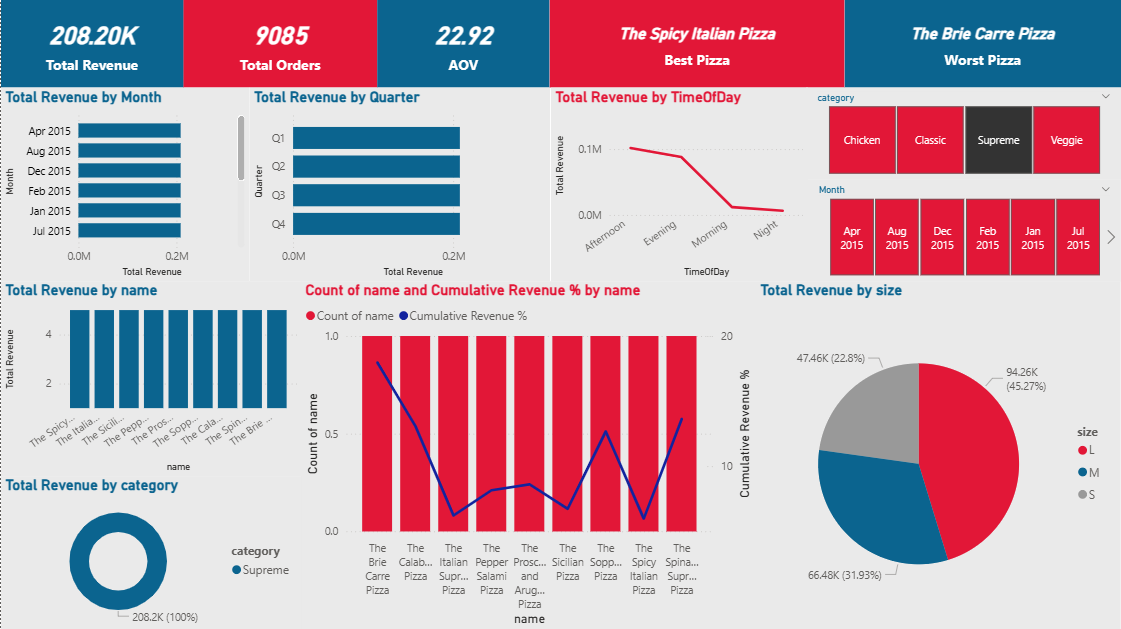 208.20K
Total Revenue
9085
Total Orders
22.92
AOV
The Spicy Italian Pizza
Best Pizza
The Brie Carre Pizza
Worst Pizza
Total Revenue by Month
Month
Apr 2015
Aug 2015
Dec 2015
Feb 2015
Jan 2015
Jul 2015
0.0M
0.2M
Total Revenue
Total Revenue by Quarter
Quarter
Q1
Q2
Q3
Q4
0.0M
0.2M
Total Revenue
Total Revenue by TimeOfDay
Total Revenue
0.1M
0.0M
Afternoon
Evening
Morning
Night
TimeOfDay
category
Chicken
Classic
Supreme
Veggie
Month
Apr
2015
Aug
2015
Dec
2015
Feb
2015
Jan
2015
Jul
2015
Total Revenue by name
Total Revenue
4
2
The Spicy...
The Italia...
The Sicili...
The Pepp...
The Pros...
The Sopp...
The Cala...
The Spin...
The Brie ...
name
Total Revenue by category
category
Supreme
208.2K (100%)
Count of name and Cumulative Revenue % by name
Count of name
Cumulative Revenue %
Count of name
1.0
0.5
0.0
20
10
Cumulative Revenue %
The
Brie
Carre
Pizza
The
Calab...
Pizza
The
Italian
Supr...
Pizza
The
Pepper
Salami
Pizza
The
Prosc...
and
Arug...
Pizza
The
Sicilian
Pizza
The
Sopp...
Pizza
The
Spicy
Italian
Pizza
The
Spina...
Supr...
Pizza
name
Total Revenue by size
47.46K (22.8%)
94.26K
(45.27%)
66.48K (31.93%)
size
L
M
S